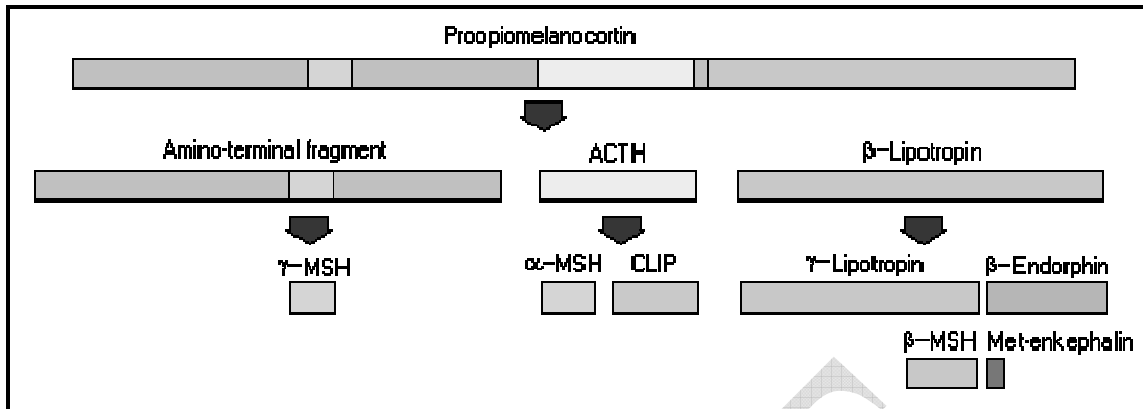 Proopiomelanocortin
Amino-terminal fragment ACTH β-Lipotropin
γ-MSH α-MSH CLIP γ-Lipotropin β-Endorphin
β-MSH Met-enkephalin